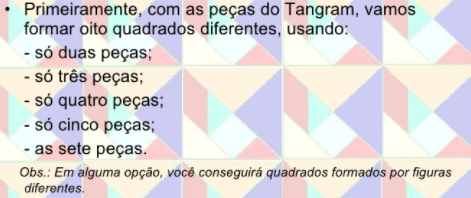 • Primeiramente, com as peças do Tangram, vamos
formar oito quadrados diferentes, usando:
- só duas peças;
- só três peças;
- só quatro peças;
- só cinco peças;
- as sete peças.
Obs.: Em alguma opção, você conseguirá quadrados formados por figuras
diferentes.